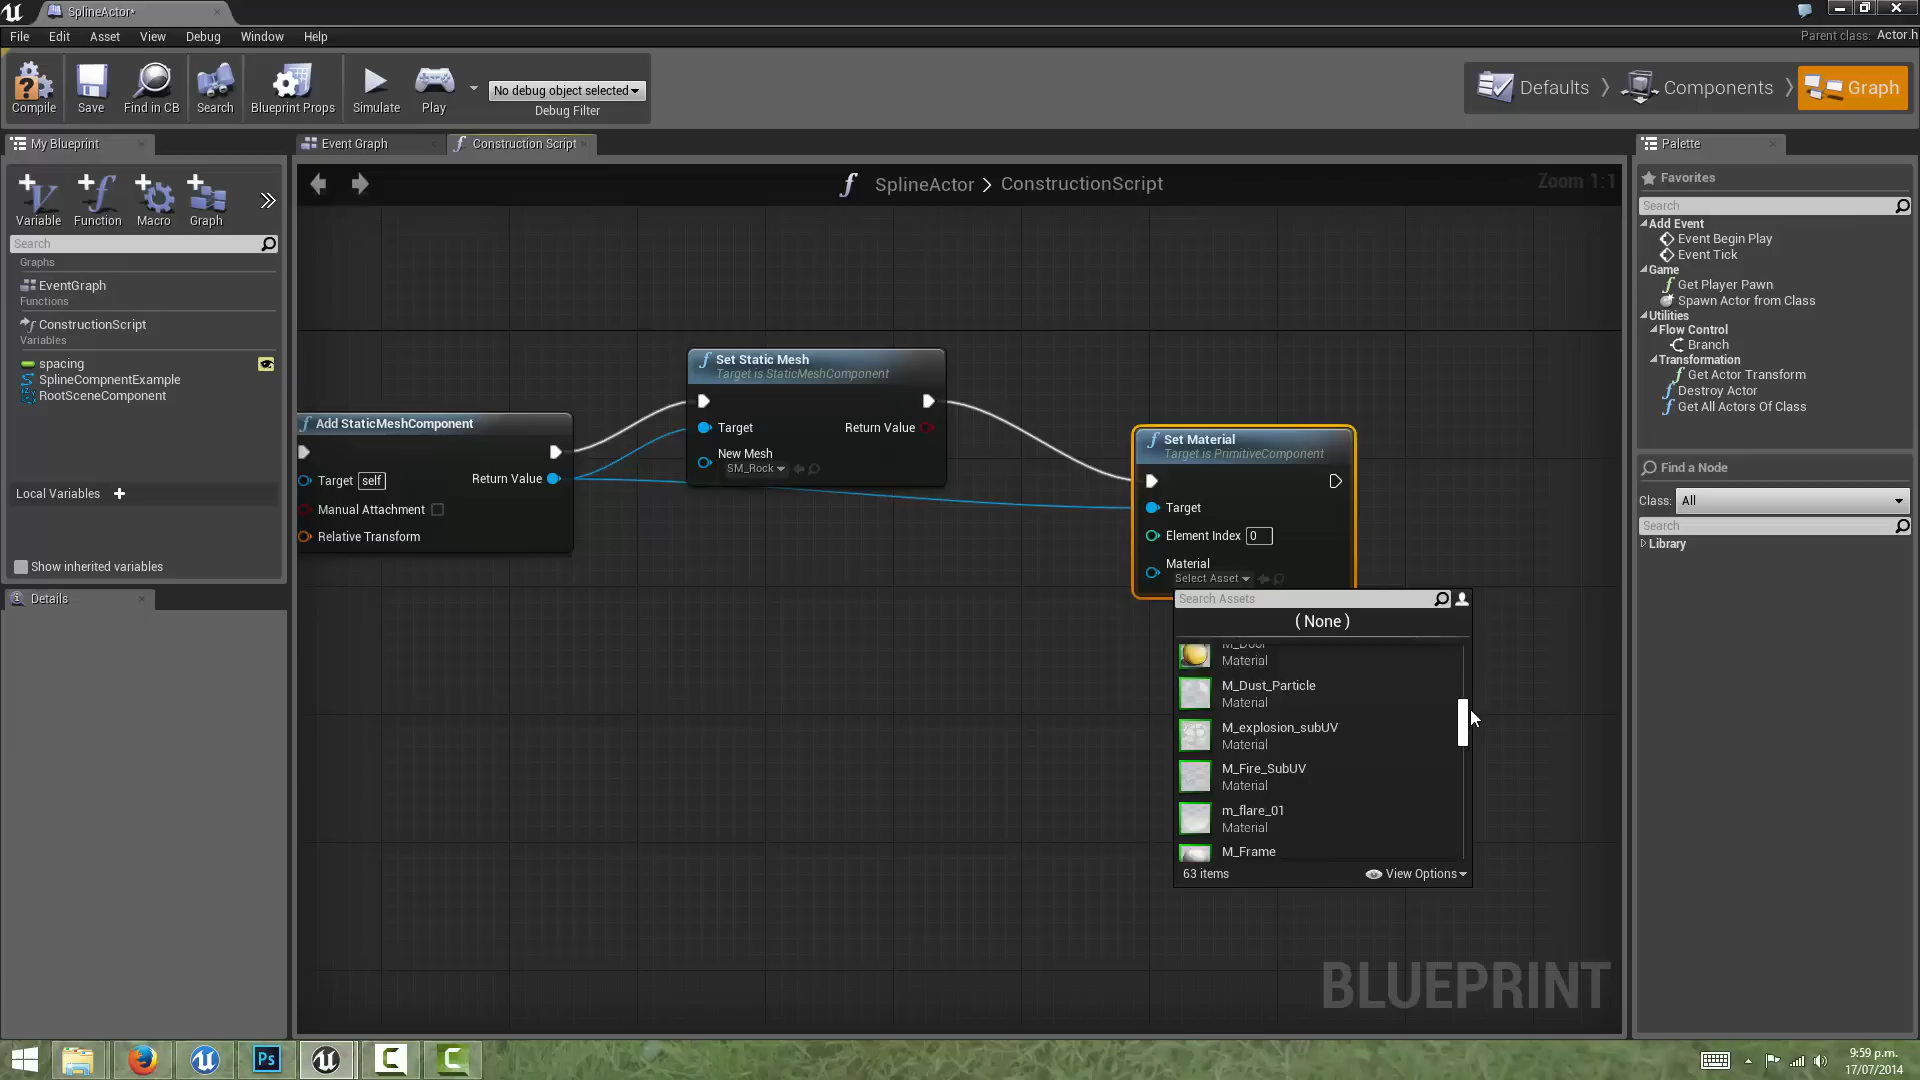 SplineActor*
File Edit Asset View Debug Window Help
Parent class: Actor.h
Compile Save Find in CB Search Blueprint Props Simulate Play
No debug object selected
Debug Filter
Defaults Components Graph
My Blueprint
Event Graph
Construction Script
Palette
Variable Function Macro Graph
Search
Graphs
EventGraph
Functions
ConstructionScript
Variables
spacing
SplineCompnentExample
RootSceneComponent
Local Variables
Show inherited variables
Details
SplineActor > ConstructionScript
Zoom 1:1
Add StaticMeshComponent
Target self
Return Value
Manual Attachment
Relative Transform
Set Static Mesh
Target is StaticMeshComponent
Target
Return Value
New Mesh
SM_Rock
Set Material
Target is PrimitiveComponent
Target
Element Index 0
Material
Select Asset
Search Assets
( None )
M_Door
Material
M_Dust_Particle
Material
M_explosion_subUV
Material
M_Fire_SubUV
Material
m_flare_01
Material
M_Frame
63 items
View Options
BLUEPRINT
Favorites
Search
Add Event
Event Begin Play
Event Tick
Game
Get Player Pawn
Spawn Actor from Class
Utilities
Flow Control
Branch
Transformation
Get Actor Transform
Destroy Actor
Get All Actors Of Class
Find a Node
Class: All
Search
Library
Ps
9:59 p.m.
17/07/2014